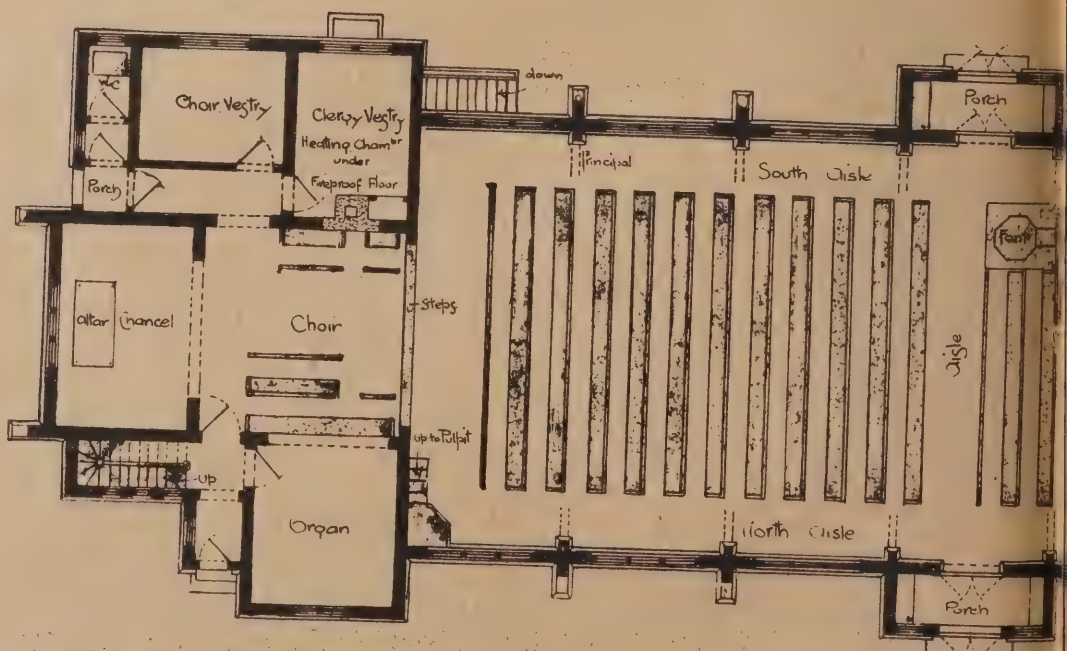 W.C
Choir Vestry
Clergy Vestry
Heating Chambr
under
Fireproof Floor
Porch
down
Principal
South Aisle
Porch
Font
Altar
Chancel
Choir
Steps
Aisle
up to Pulpit
up
Organ
North Aisle
Porch